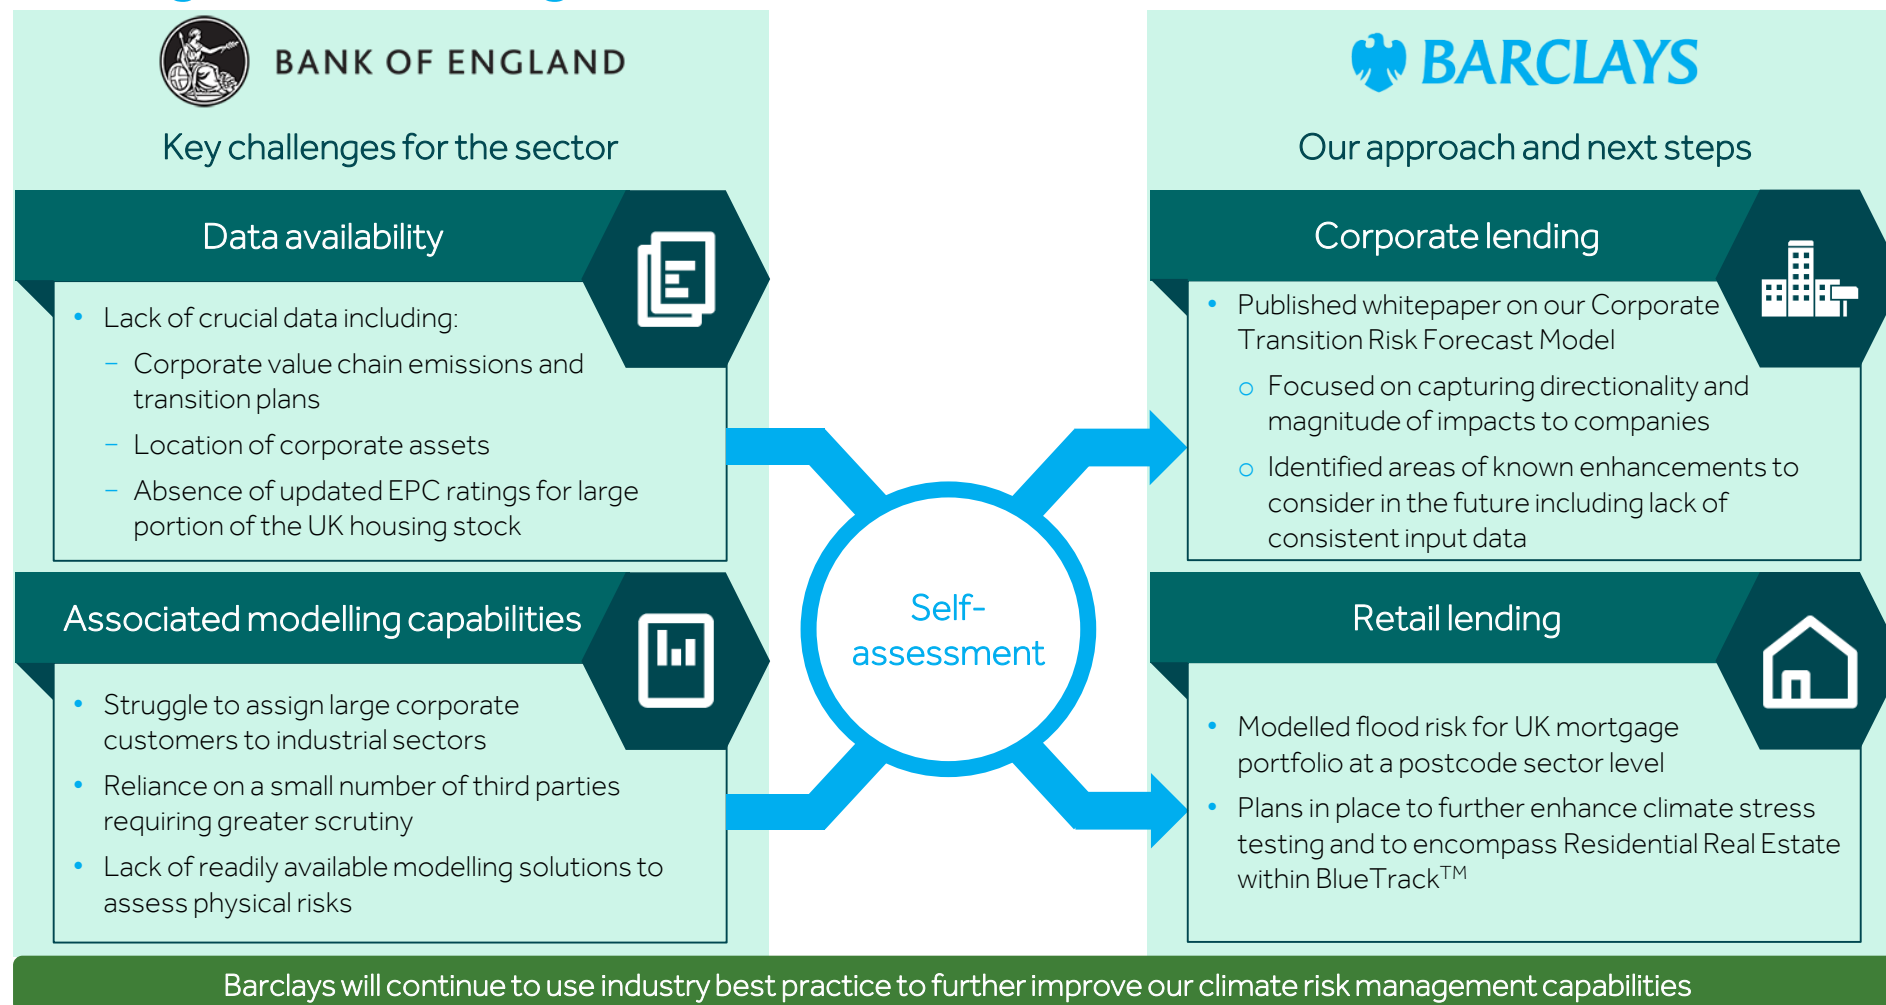 BANK OF ENGLAND
Key challenges for the sector
Data availability
• Lack of crucial data including:
– Corporate value chain emissions and
transition plans
– Location of corporate assets
– Absence of updated EPC ratings for large
portion of the UK housing stock
Associated modelling capabilities
• Struggle to assign large corporate
customers to industrial sectors
• Reliance on a small number of third parties
requiring greater scrutiny
• Lack of readily available modelling solutions to
assess physical risks
Self-
assessment
BARCLAYS
Our approach and next steps
Corporate lending
• Published whitepaper on our Corporate
Transition Risk Forecast Model
o Focused on capturing directionality and
magnitude of impacts to companies
o Identified areas of known enhancements to
consider in the future including lack of
consistent input data
Retail lending
• Modelled flood risk for UK mortgage
portfolio at a postcode sector level
• Plans in place to further enhance climate stress
testing and to encompass Residential Real Estate
within BlueTrack™
Barclays will continue to use industry best practice to further improve our climate risk management capabilities